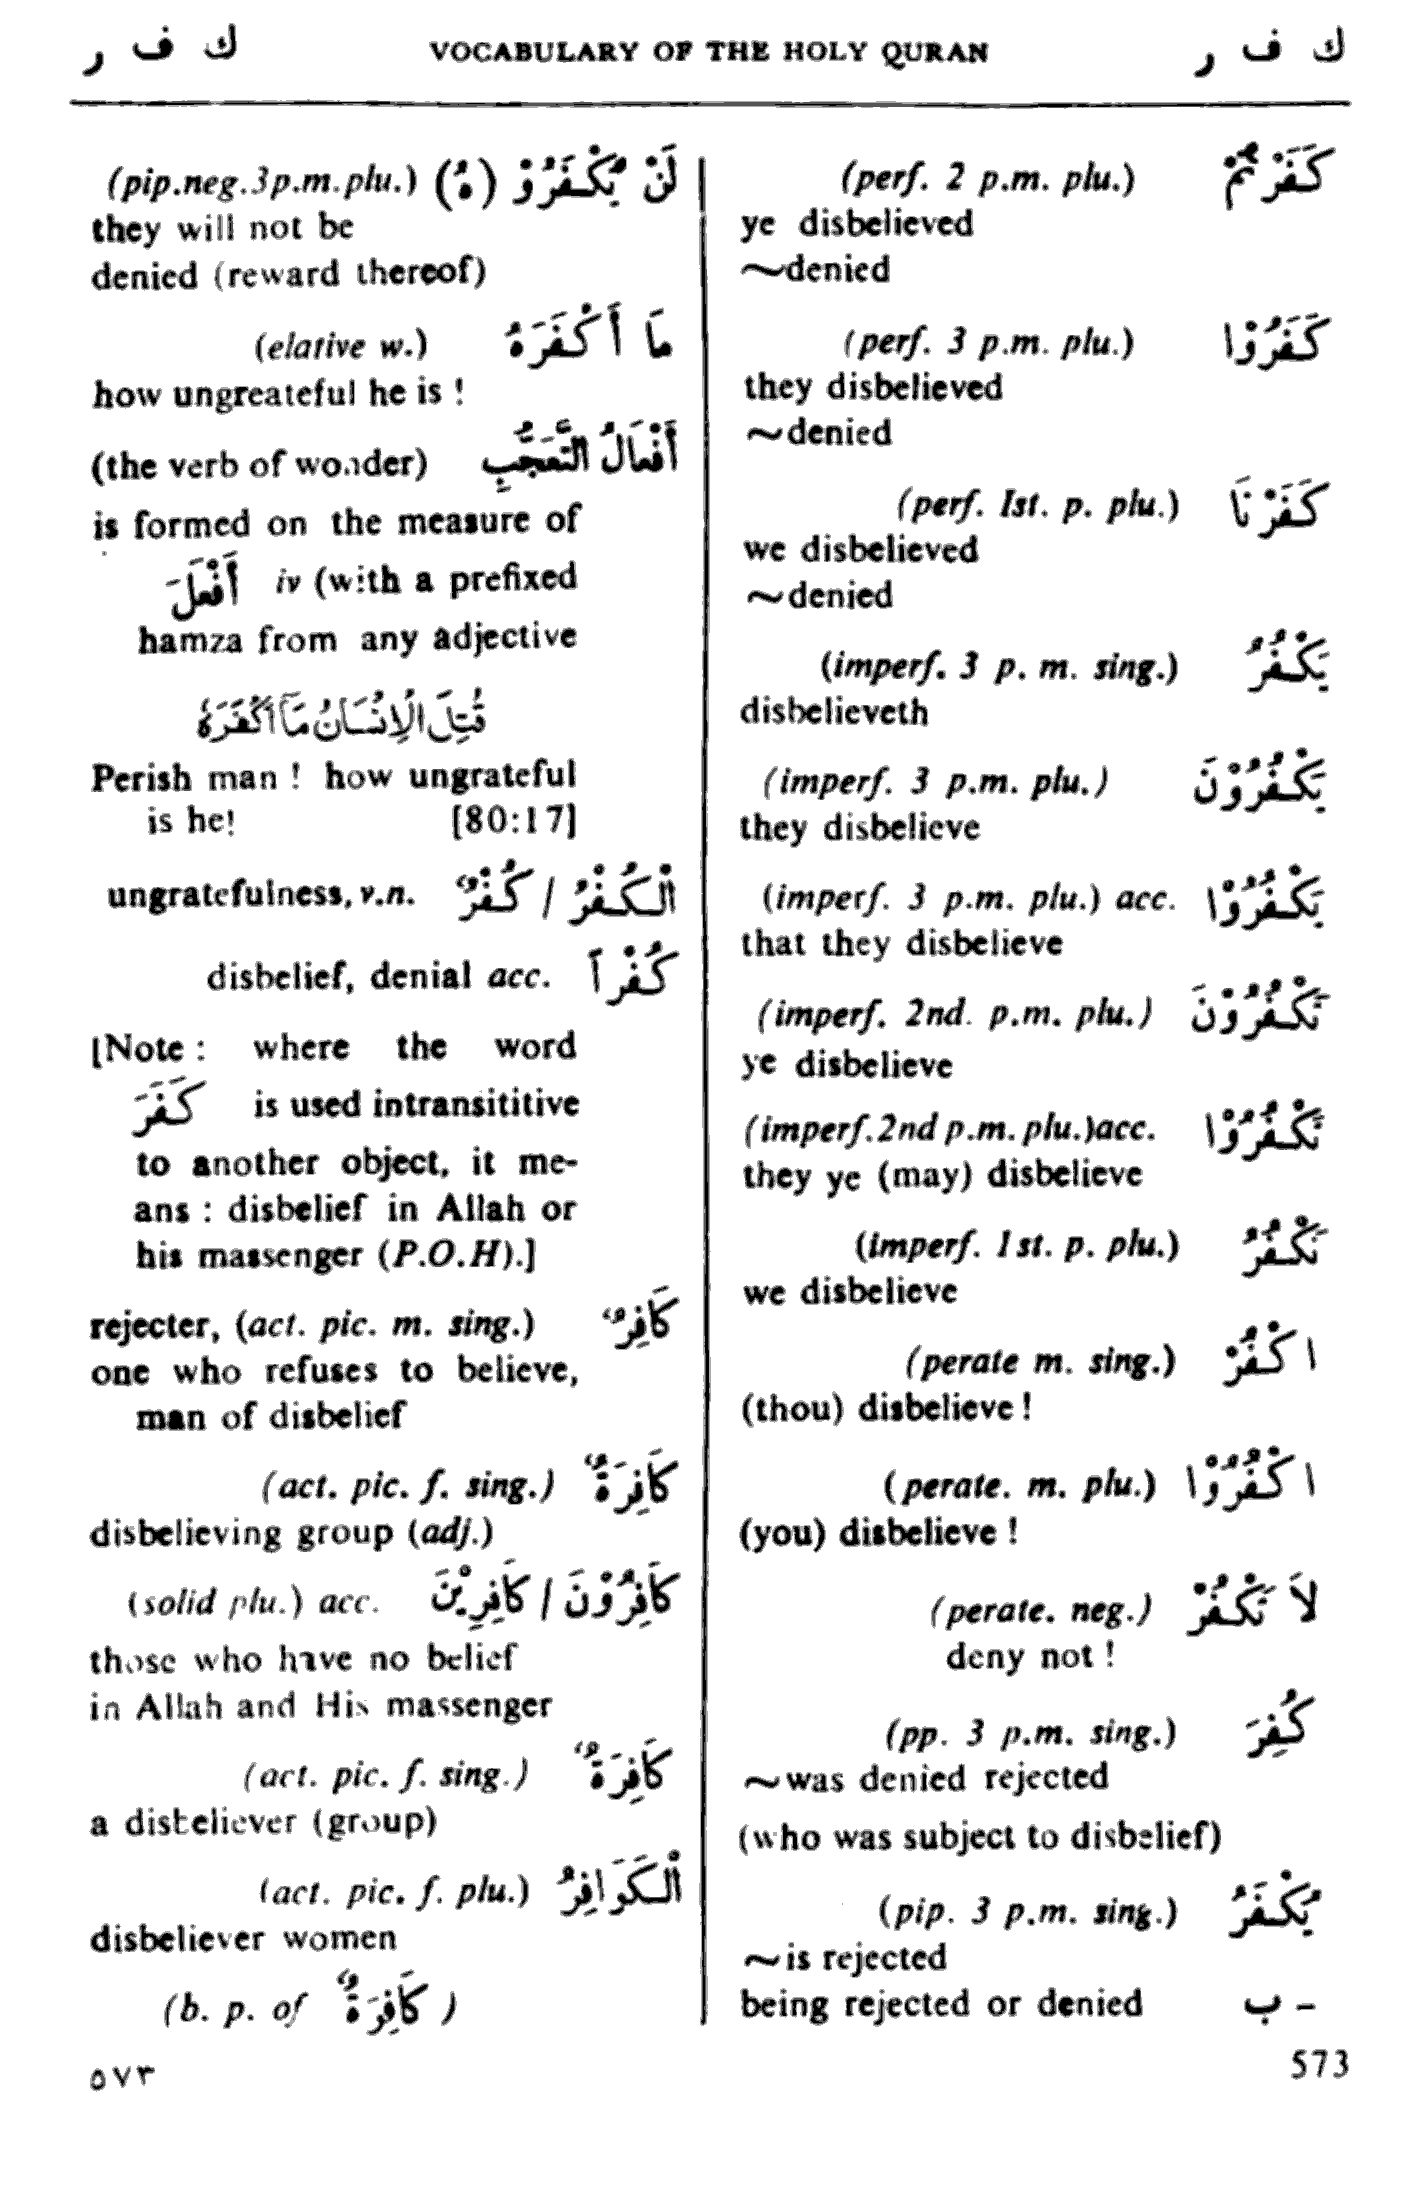 ك ف ر VOCABULARY OF THE HOLY QURAN ك ف ر
(perf. 2 p.m. plu.) كَفَرْتُمْ
ye disbelieved
~denied
(perf. 3 p.m. plu.) كَفَرُوْا
they disbelieved
~denied
(perf. Ist. p. plu.) كَفَرْنَا
we disbelieved
~denied
(imperf. 3 p. m. sing.) يَكْفُرُ
disbelieveth
(imperf. 3 p.m. plu.) يَكْفُرُوْنَ
they disbelieve
(imperf. 3 p.m. plu.) acc. يَكْفُرُوْا
that they disbelieve
(imperf. 2nd. p.m. plu.) تَكْفُرُوْنَ
ye disbelieve
(imperf.2nd p.m. plu.)acc. تَكْفُرُوْا
they ye (may) disbelieve
(imperf. 1st. p. plu.) نَكْفُرُ
we disbelieve
(perate m. sing.) اكْفُرْ
(thou) disbelieve!
(perate. m. plu.) اكْفُرُوْا
(you) disbelieve !
(perate. neg.) لاَ تَكْفُرْ
deny not !
(pp. 3 p.m. sing.) كُفِرَ
~was denied rejected
(who was subject to disbelief)
(pip. 3 p.m. sing.) يُكْفَرُ
~is rejected
being rejected or denied – ب
(pip.neg.3p.m.plu.) لَنْ يُكْفَرُوْ (هُ)
they will not be
denied (reward thereof)
(elative w.) مَا أَكْفَرَهُ
how ungreateful he is !
(the verb of wonder) أَفْعَالُ التَّعَجُّبِ
is formed on the measure of
أَفْعَلَ iv (with a prefixed
hamza from any adjective
قُتِلَ الْاِنْسَانُ مَآ اَكْفَرَهٗ
Perish man ! how ungrateful
is he! [80:17]
ungratefulness, v.n. اَلْكُفْرُ / كُفْرٌ
disbelief, denial acc. كُفْراً
[Note : where the word
كَفَرَ is used intransititive
to another object, it me-
ans : disbelief in Allah or
his massenger (P.O.H).]
rejecter, (act. pic. m. sing.) كَافِرٌ
one who refuses to believe,
man of disbelief
(act. pic. f. sing.) كَافِرَةٌ
disbelieving group (adj.)
(solid plu.) acc. كَافِرُوْنَ / كَافِرِيْنَ
those who have no belief
in Allah and His massenger
(act. pic. f. sing.) كَافِرَةٌ
a disbeliever (group)
(act. pic. f. plu.) اَلْكَوَافِرُ
disbeliever women
(b. p. of كَافِرَةٌ )
٥٧٣ 573